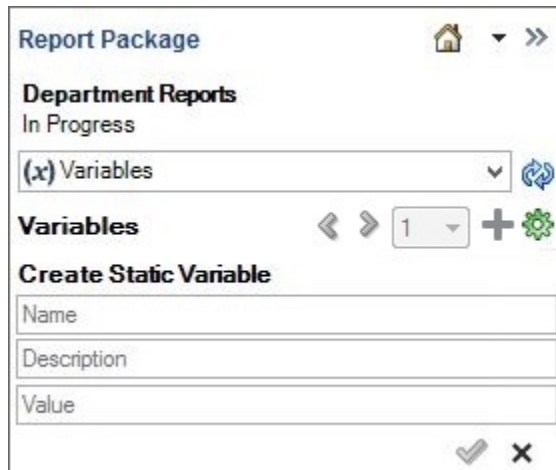 Report Package
Department Reports
In Progress
(x) Variables
Variables 1
Create Static Variable
Name
Description
Value